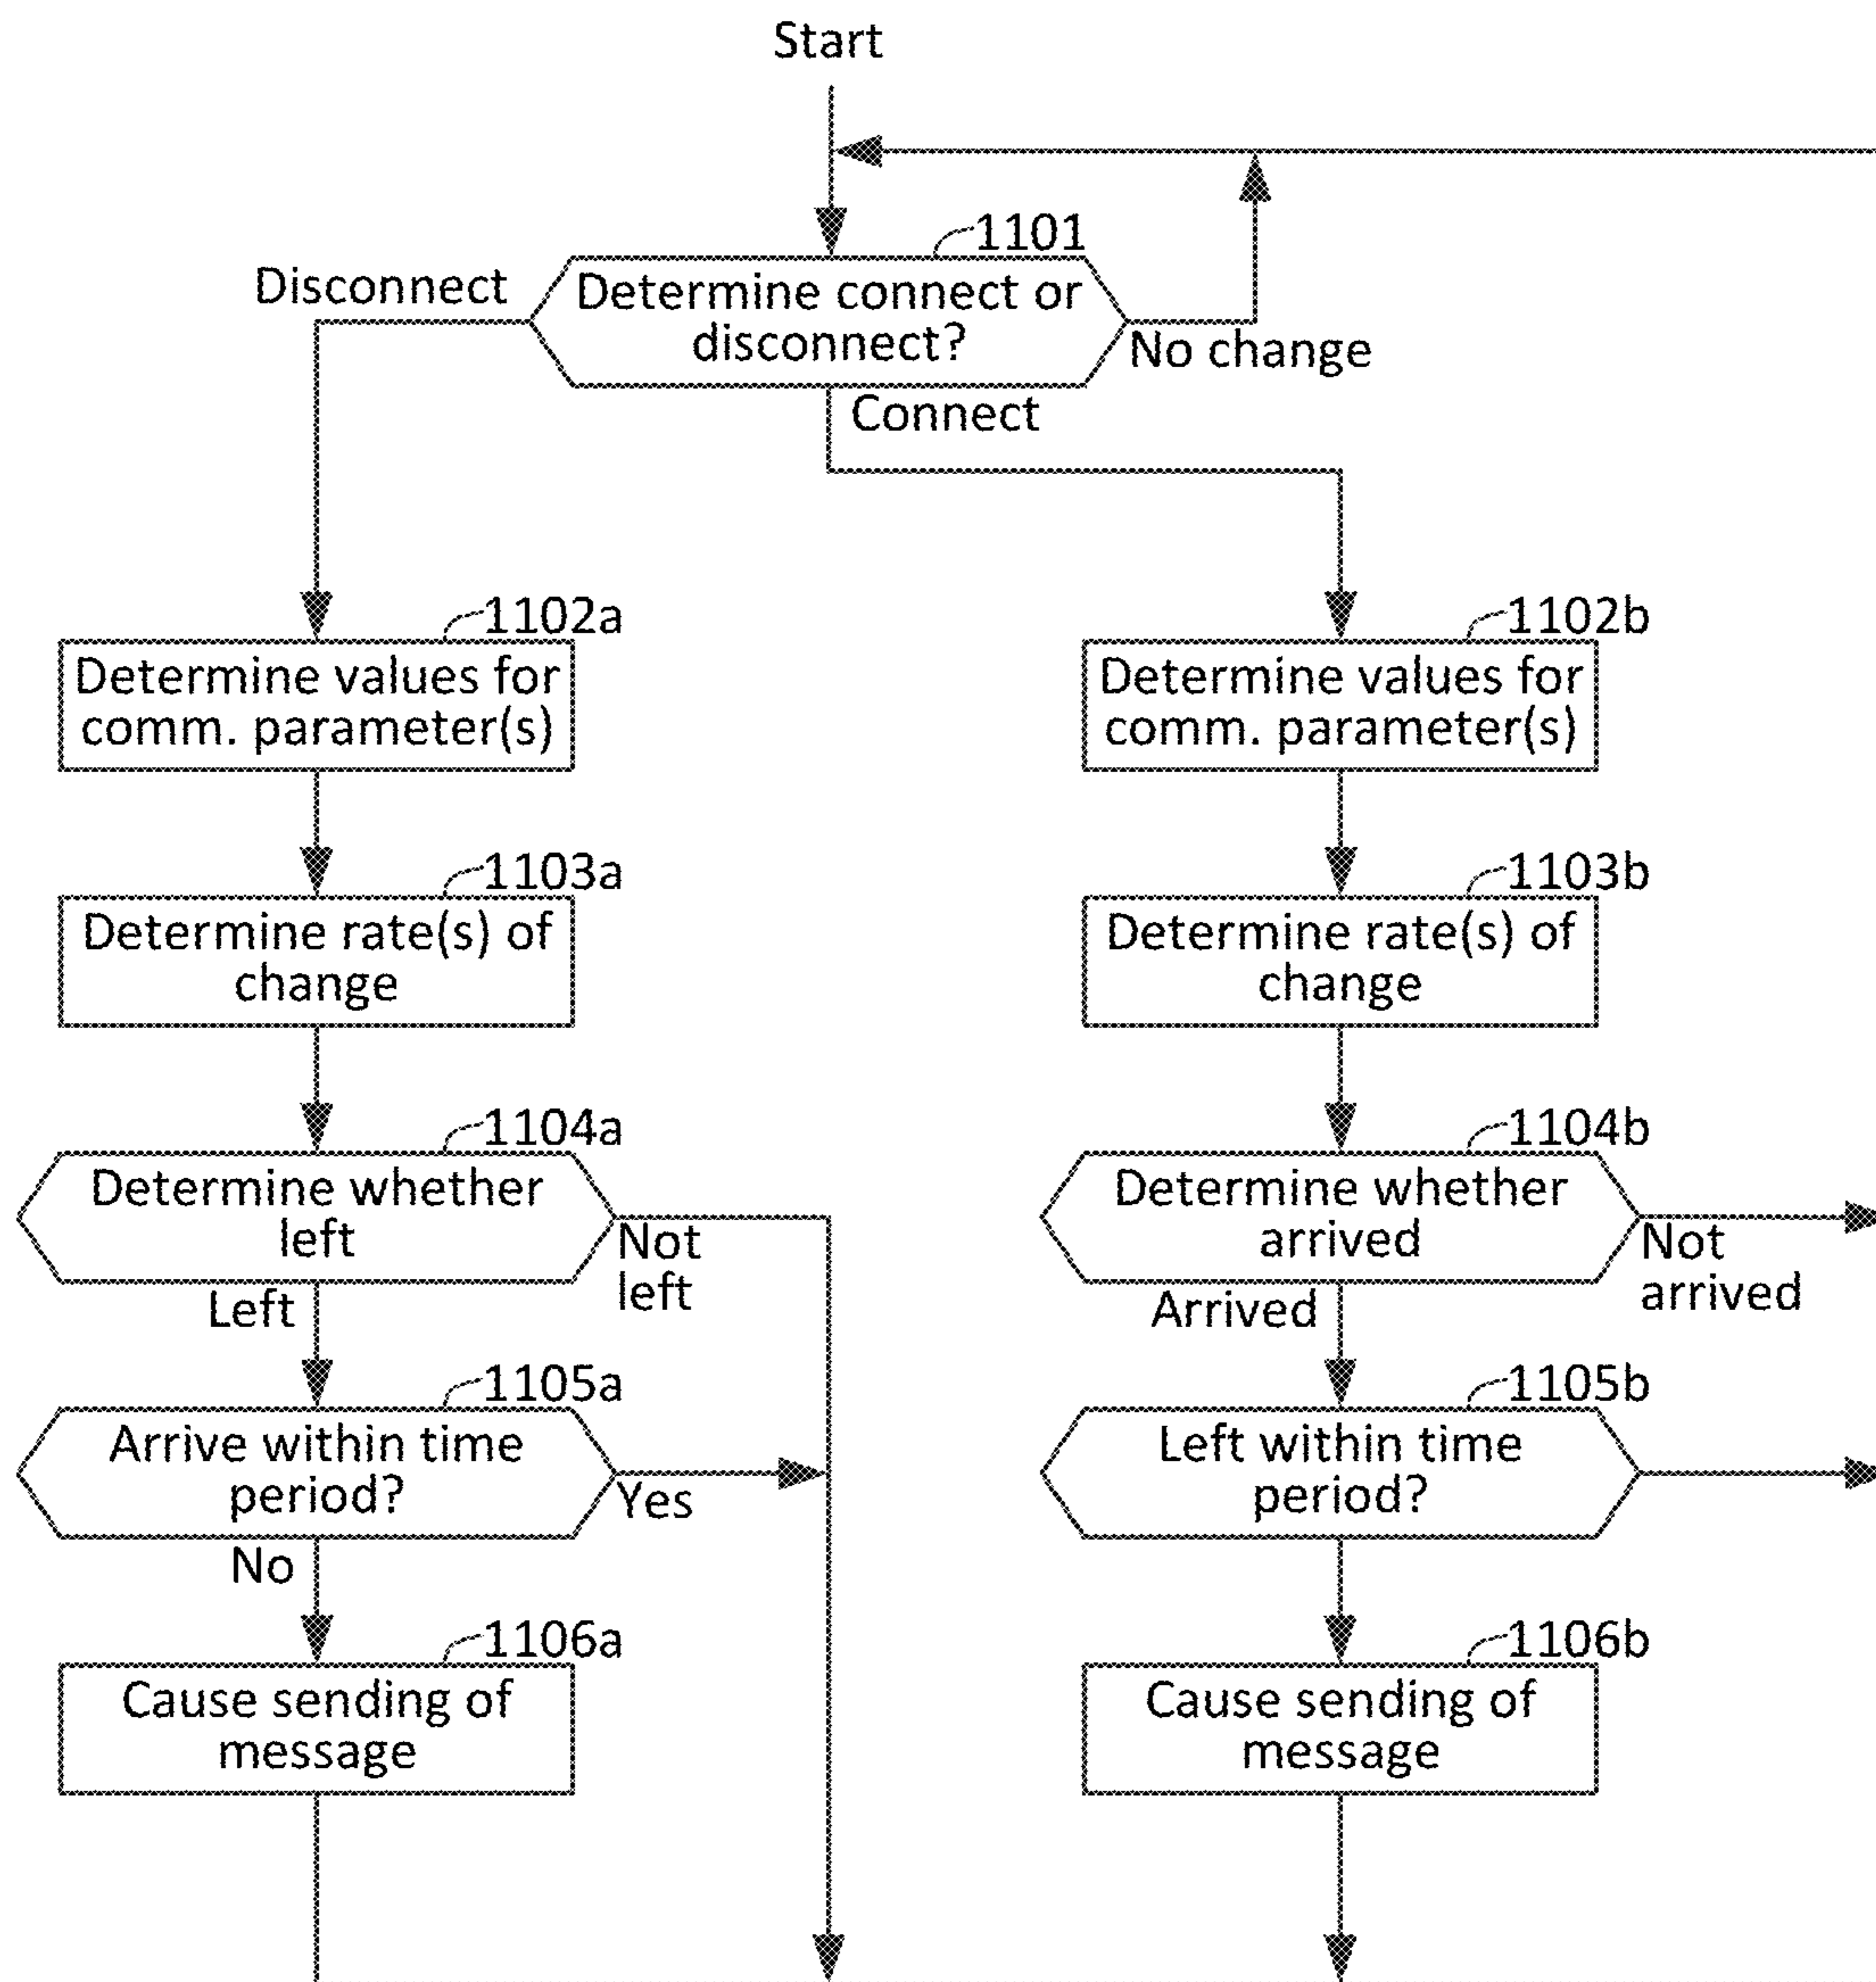 Start
1101
Disconnect
Determine connect or
disconnect?
No change
Connect
1102a
Determine values for
comm. parameter(s)
1102b
Determine values for
comm. parameter(s)
1103a
Determine rate(s) of
change
1103b
Determine rate(s) of
change
1104a
Determine whether
left
Not
left
Left
1104b
Determine whether
arrived
Not
arrived
Arrived
1105a
Arrive within time
period?
Yes
No
1105b
Left within time
period?
1106a
Cause sending of
message
1106b
Cause sending of
message